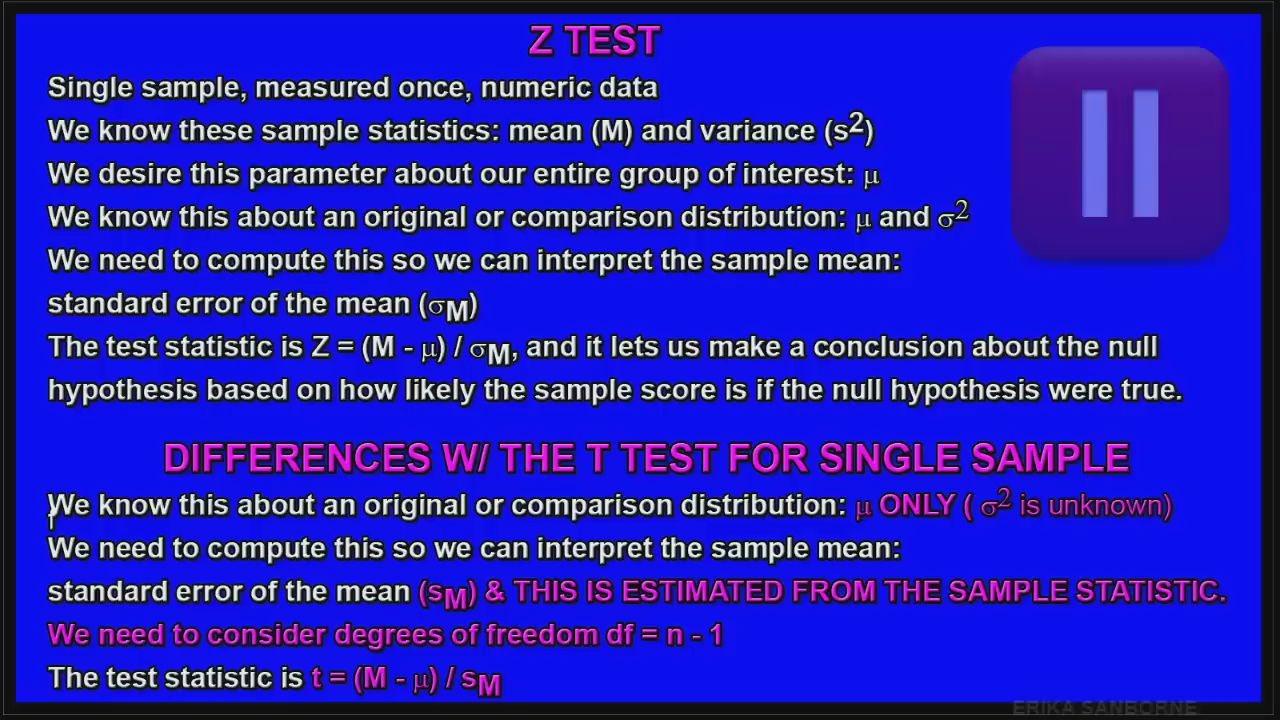 Z TEST
Single sample, measured once, numeric data
We know these sample statistics: mean (M) and variance (s²)
We desire this parameter about our entire group of interest: μ
We know this about an original or comparison distribution: μ and σ²
We need to compute this so we can interpret the sample mean:
standard error of the mean (σM)
The test statistic is Z = (M - μ) / σM, and it lets us make a conclusion about the null
hypothesis based on how likely the sample score is if the null hypothesis were true.
DIFFERENCES W/ THE T TEST FOR SINGLE SAMPLE
We know this about an original or comparison distribution: μ ONLY ( σ² is unknown)
We need to compute this so we can interpret the sample mean:
standard error of the mean (sM) & THIS IS ESTIMATED FROM THE SAMPLE STATISTIC.
We need to consider degrees of freedom df = n - 1
The test statistic is t = (M - μ) / sM
ERIKA SANBORNE